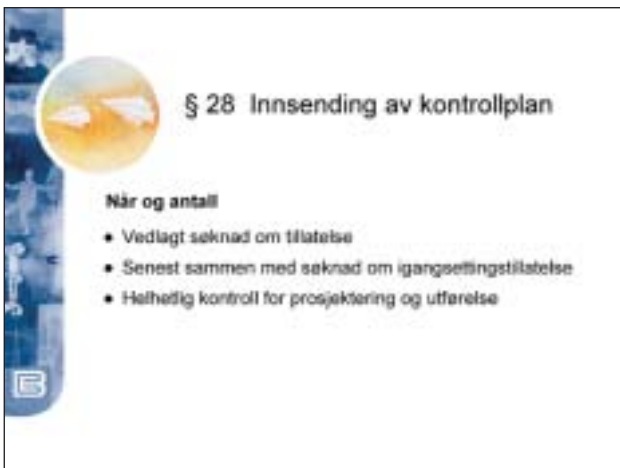 § 28 Innsending av kontrollplan
Når og antall
• Vedlagt søknad om tillatelse
• Senest sammen med søknad om igangsettingstillatelse
• Helhetlig kontroll for prosjektering og utførelse